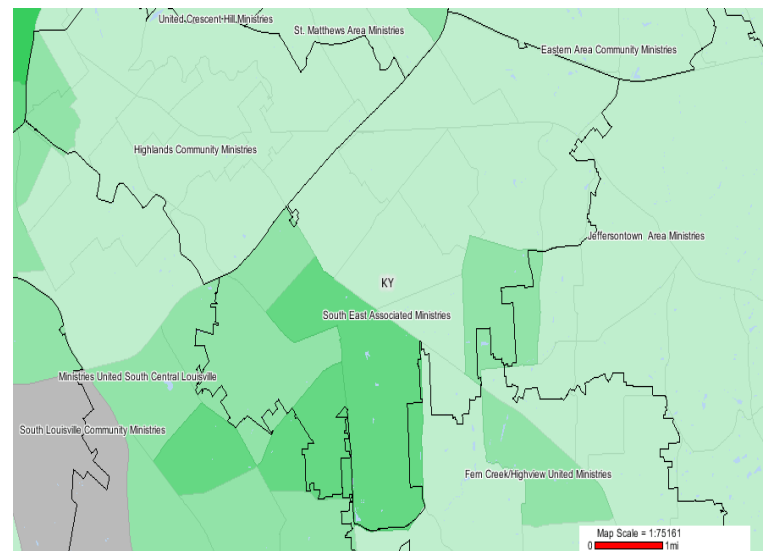 United Crescent Hill Ministries
St. Matthews Area Ministries
Eastern Area Community Ministries
Highlands Community Ministries
Jeffersontown Area Ministries
KY
South East Associated Ministries
Ministries United South Central Louisville
South Louisville Community Ministries
Fern Creek/Highview United Ministries
Map Scale = 1:75161
0 1mi